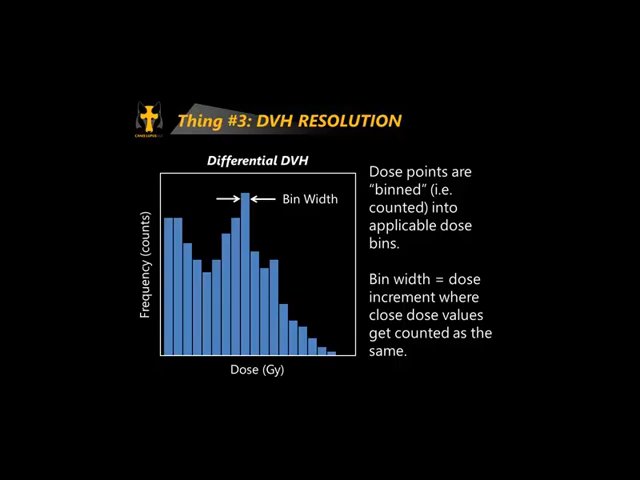 Thing #3: DVH RESOLUTION
Differential DVH
Bin Width
Frequency (counts)
Dose (Gy)
Dose points are
“binned” (i.e.
counted) into
applicable dose
bins.
Bin width = dose
increment where
close dose values
get counted as the
same.